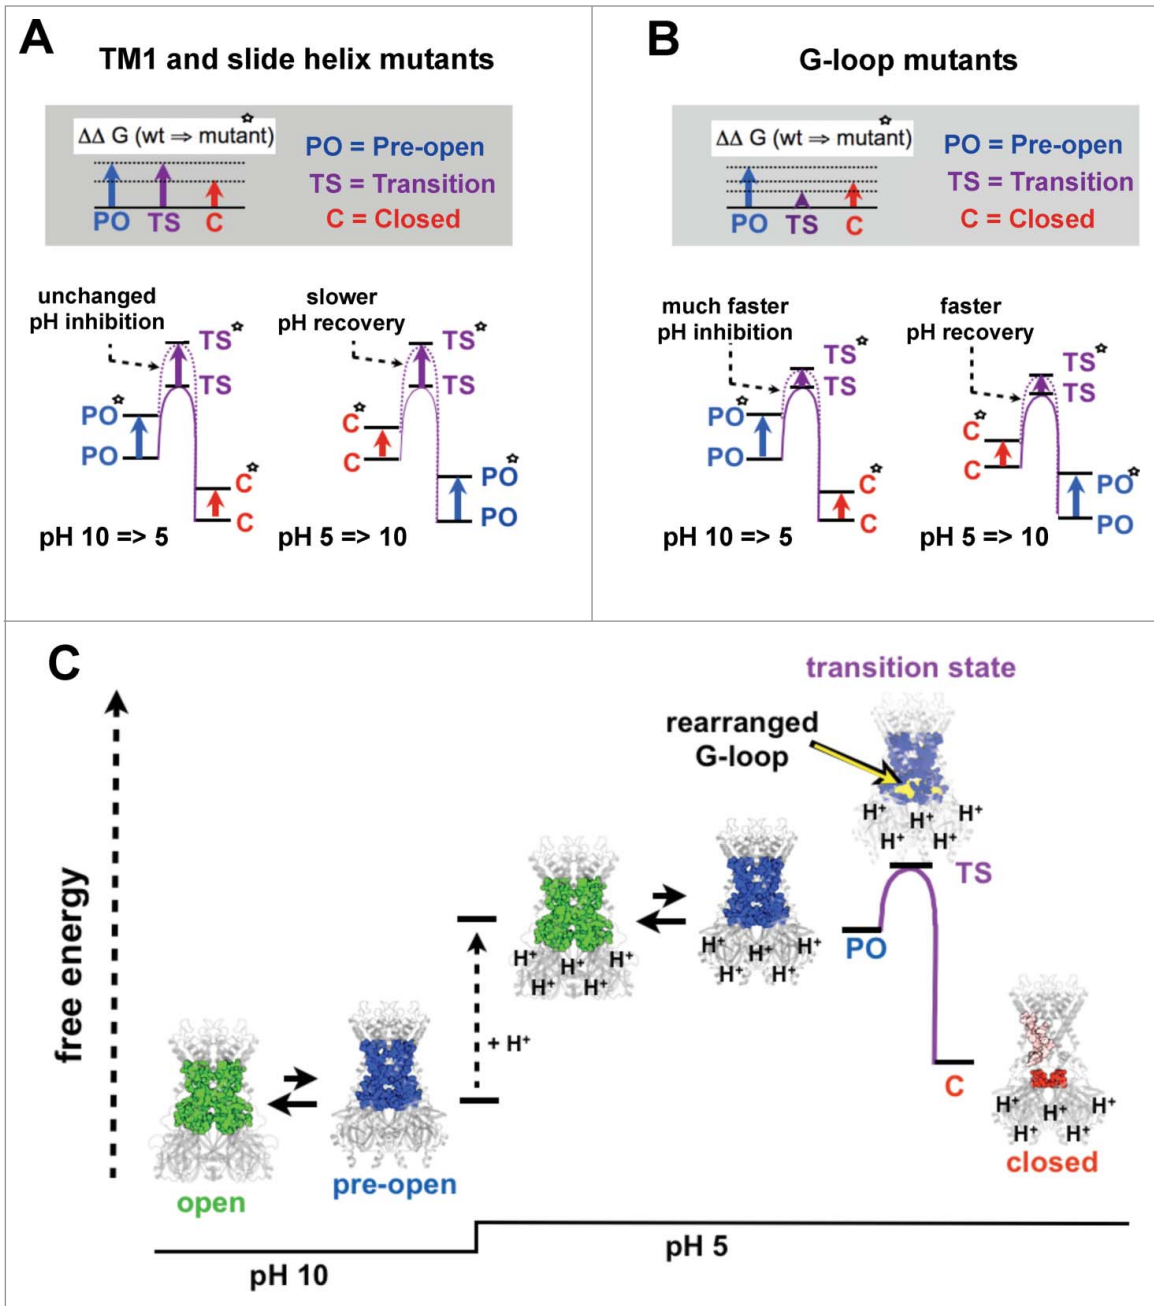 A
TM1 and slide helix mutants
ΔΔ G (wt ⇒ mutant)
PO = Pre-open
TS = Transition
C = Closed
PO TS C
unchanged
pH inhibition
TS
TS
PO
PO
C
C
pH 10 => 5
slower
pH recovery
TS
TS
C
C
PO
PO
pH 5 => 10
B
G-loop mutants
ΔΔ G (wt ⇒ mutant)
PO = Pre-open
TS = Transition
C = Closed
PO TS C
much faster
pH inhibition
TS
TS
PO
PO
C
C
pH 10 => 5
faster
pH recovery
TS
TS
C
C
PO
PO
pH 5 => 10
C
transition state
rearranged
G-loop
H⁺ H⁺ H⁺
H⁺ H⁺
TS
PO
C
free energy
H⁺ H⁺ H⁺
H⁺ H⁺
H⁺ H⁺ H⁺
H⁺ H⁺
+ H⁺
H⁺ H⁺ H⁺
H⁺ H⁺
closed
pre-open
open
pH 5
pH 10